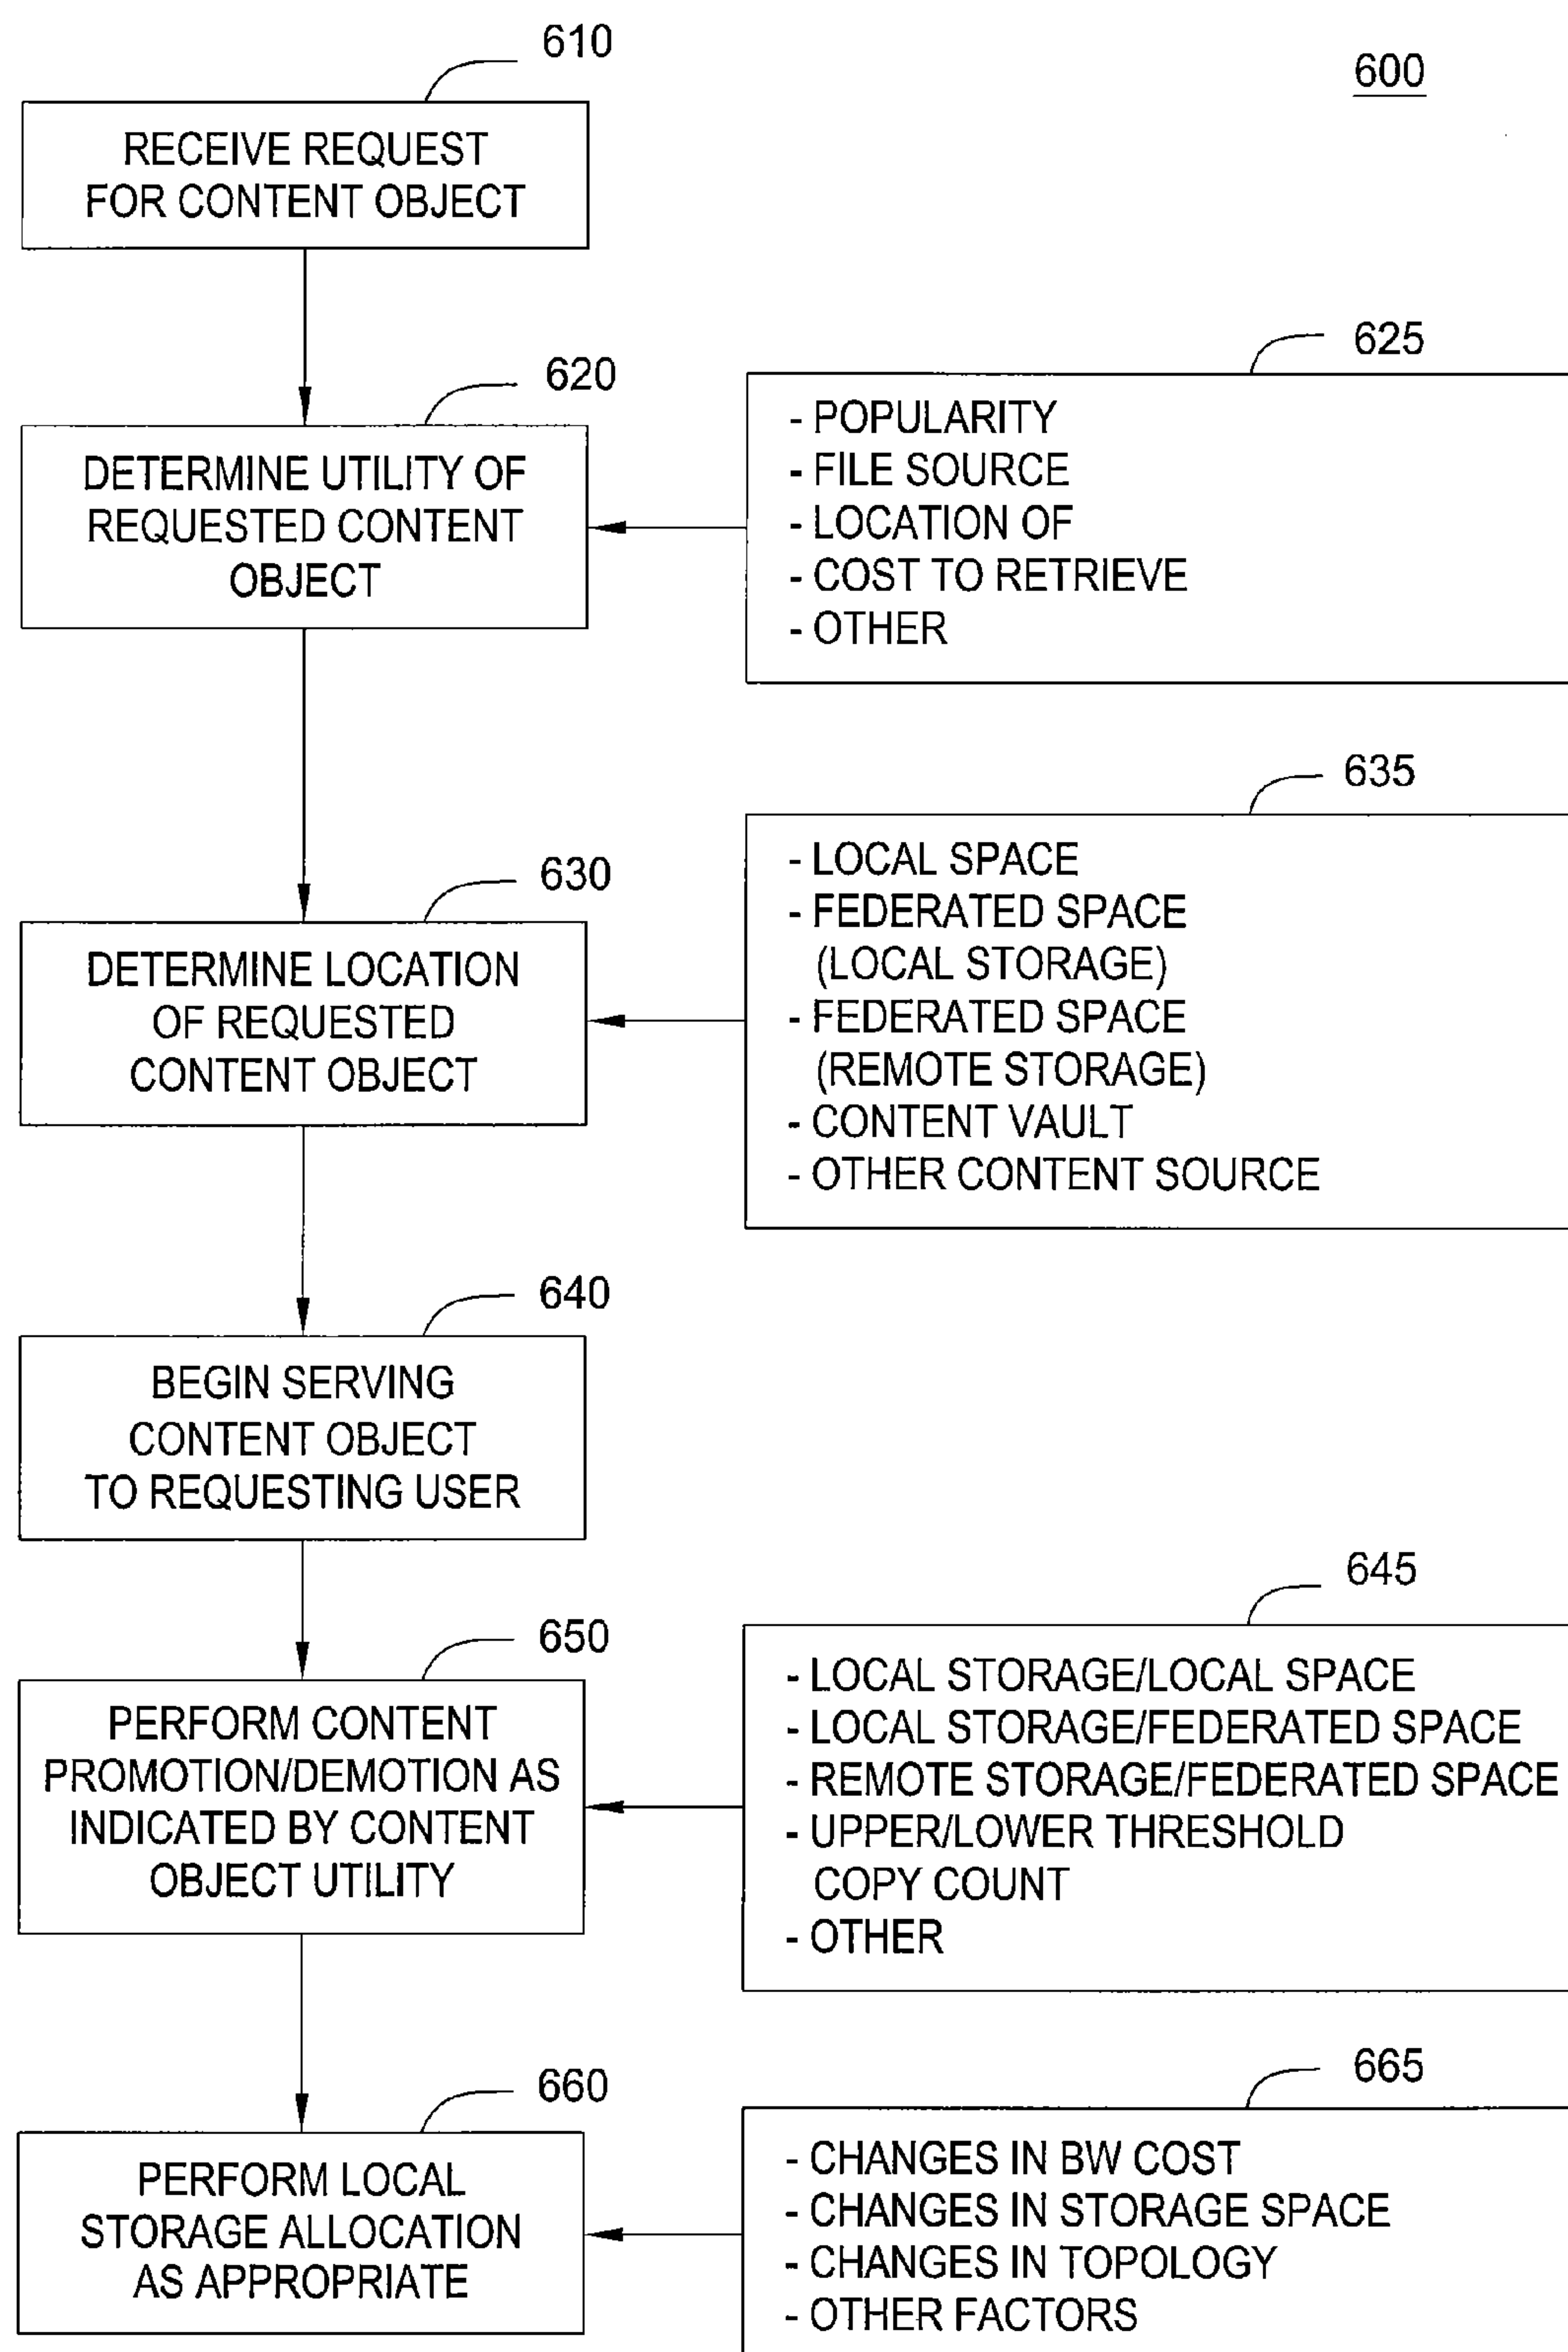 610
600
RECEIVE REQUEST
FOR CONTENT OBJECT
620
DETERMINE UTILITY OF
REQUESTED CONTENT
OBJECT
625
- POPULARITY
- FILE SOURCE
- LOCATION OF
- COST TO RETRIEVE
- OTHER
630
DETERMINE LOCATION
OF REQUESTED
CONTENT OBJECT
635
- LOCAL SPACE
- FEDERATED SPACE
(LOCAL STORAGE)
- FEDERATED SPACE
(REMOTE STORAGE)
- CONTENT VAULT
- OTHER CONTENT SOURCE
640
BEGIN SERVING
CONTENT OBJECT
TO REQUESTING USER
650
PERFORM CONTENT
PROMOTION/DEMOTION AS
INDICATED BY CONTENT
OBJECT UTILITY
645
- LOCAL STORAGE/LOCAL SPACE
- LOCAL STORAGE/FEDERATED SPACE
- REMOTE STORAGE/FEDERATED SPACE
- UPPER/LOWER THRESHOLD
COPY COUNT
- OTHER
660
PERFORM LOCAL
STORAGE ALLOCATION
AS APPROPRIATE
665
- CHANGES IN BW COST
- CHANGES IN STORAGE SPACE
- CHANGES IN TOPOLOGY
- OTHER FACTORS